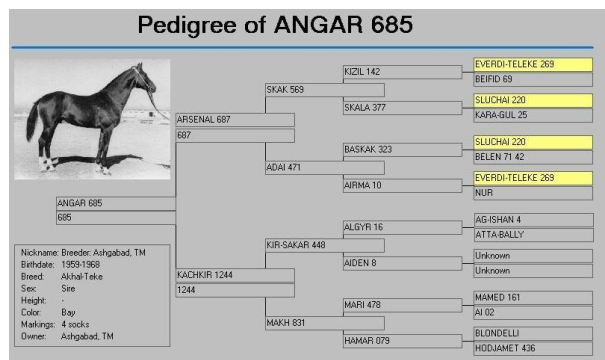 Pedigree of ANGAR 685
EVERDI-TELEKE 269
KIZIL 142
BEIFID 69
SKAK 569
SLUCHAI 220
SKALA 377
KARA-GUL 25
ARSENAL 687
687
SLUCHAI 220
BASKAK 323
BELEN 71 42
ADAI 471
EVERDI-TELEKE 269
AIRMA 10
NUR
ANGAR 685
685
AG-ISHAN 4
ALGYR 16
ATTA-BALLY
KIR-SAKAR 448
Unknown
AIDEN 8
Unknown
KACHKIR 1244
1244
MAMED 161
MARI 478
AI 02
MAKH 831
BLONDELLI
HAMAR 079
HODJAMET 436
Nickname: Breeder: Ashgabad, TM
Birthdate: 1959-1968
Breed: Akhal-Teke
Sex: Sire
Height: -
Color: Bay
Markings: 4 socks
Owner: Ashgabad, TM